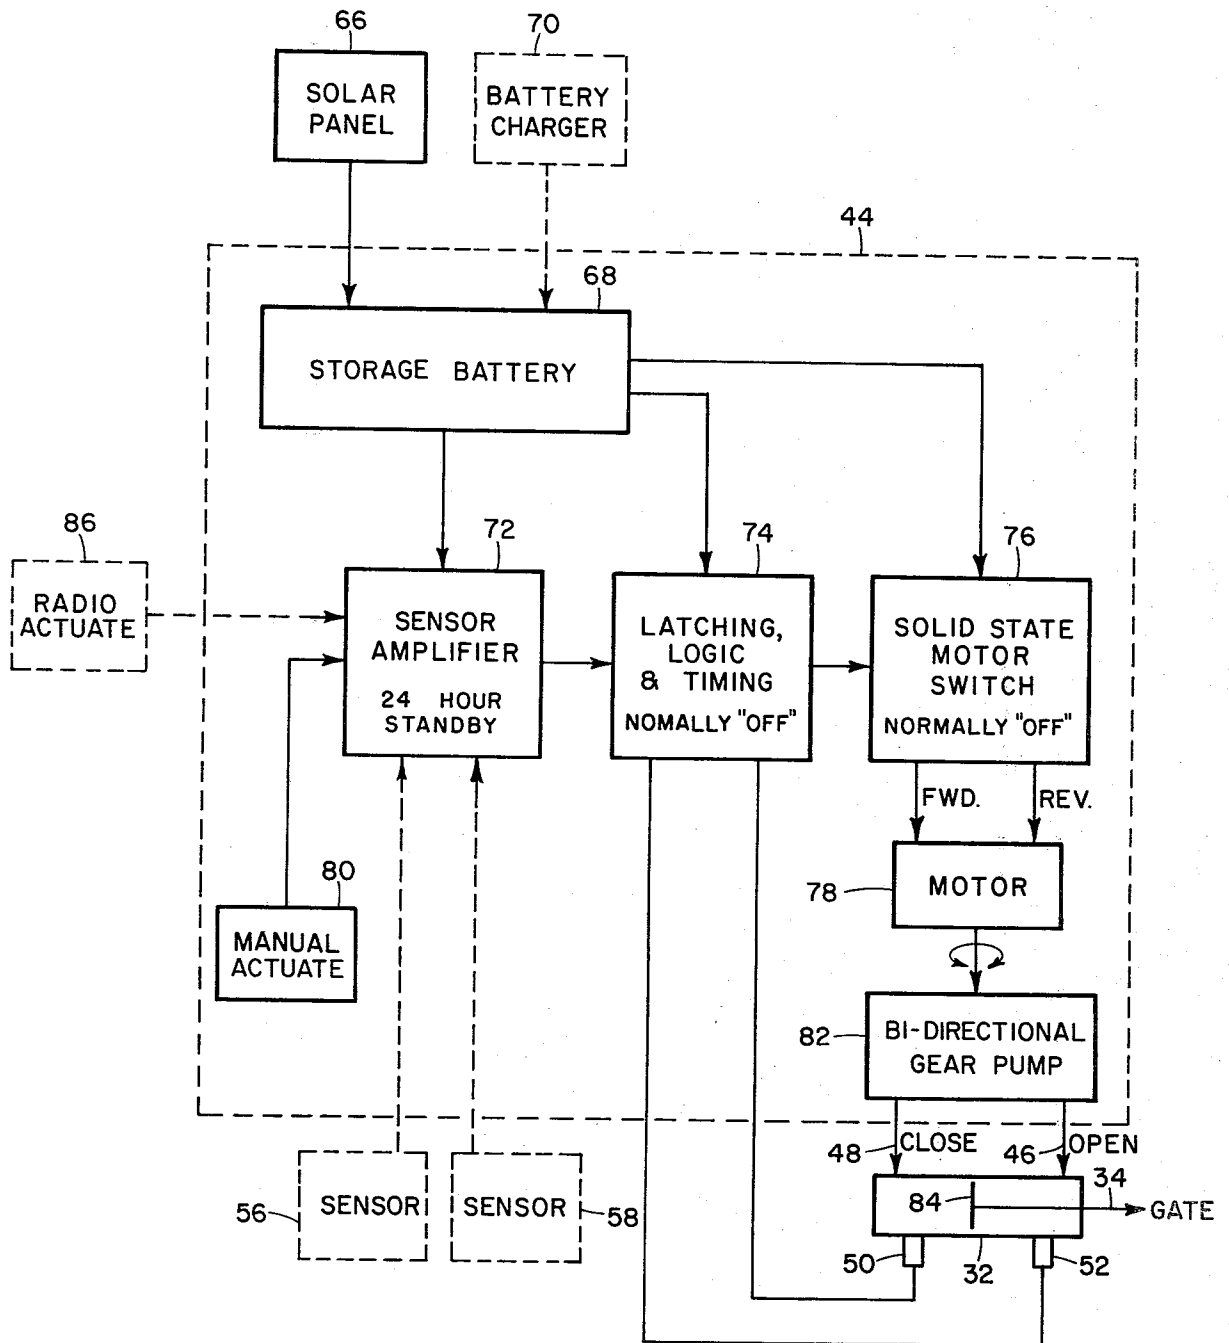 66
70
SOLAR
PANEL
BATTERY
CHARGER
44
68
STORAGE BATTERY
86
72
74
76
RADIO
ACTUATE
SENSOR
AMPLIFIER
24 HOUR
STANDBY
LATCHING,
LOGIC
& TIMING
NOMALLY "OFF"
SOLID STATE
MOTOR
SWITCH
NORMALLY "OFF"
FWD.
REV.
80
78
MOTOR
MANUAL
ACTUATE
82
BI-DIRECTIONAL
GEAR PUMP
48
CLOSE
46
OPEN
56
SENSOR
SENSOR
58
84
34
GATE
50
32
52